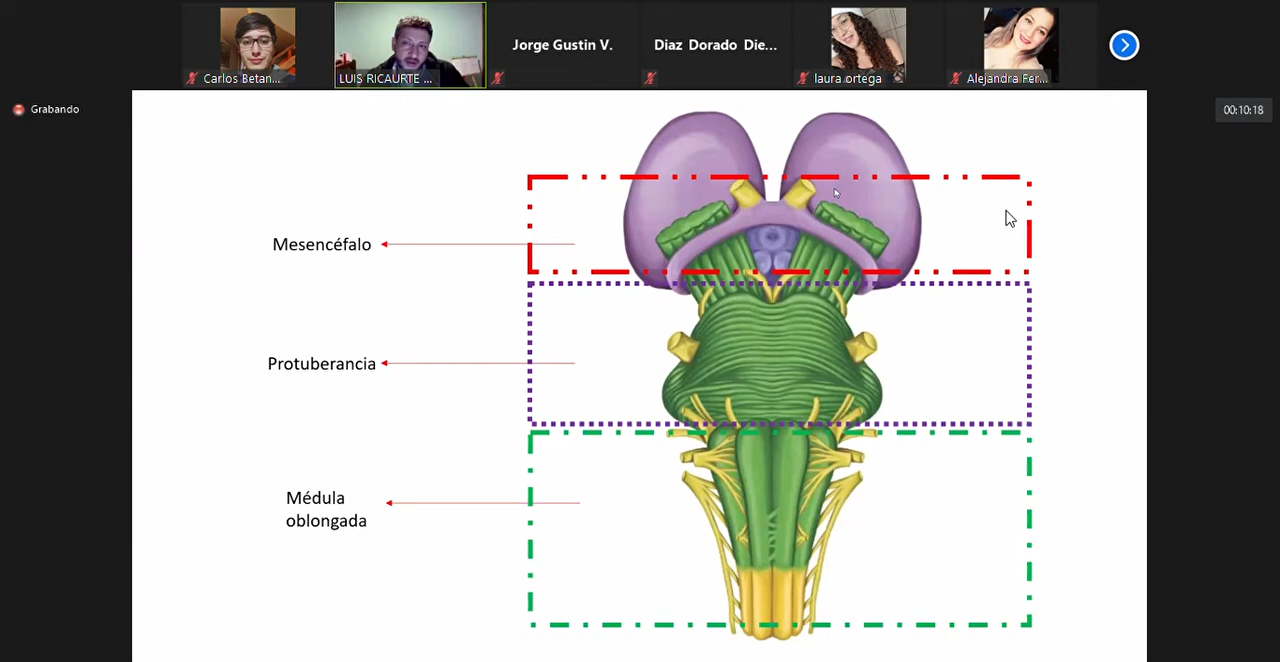 Jorge Gustin V.
Diaz Dorado Die...
Carlos Betan...
LUIS RICAURTE ...
laura ortega
Alejandra Fer...
Grabando
00:10:18
Mesencéfalo
Protuberancia
Médula
oblongada